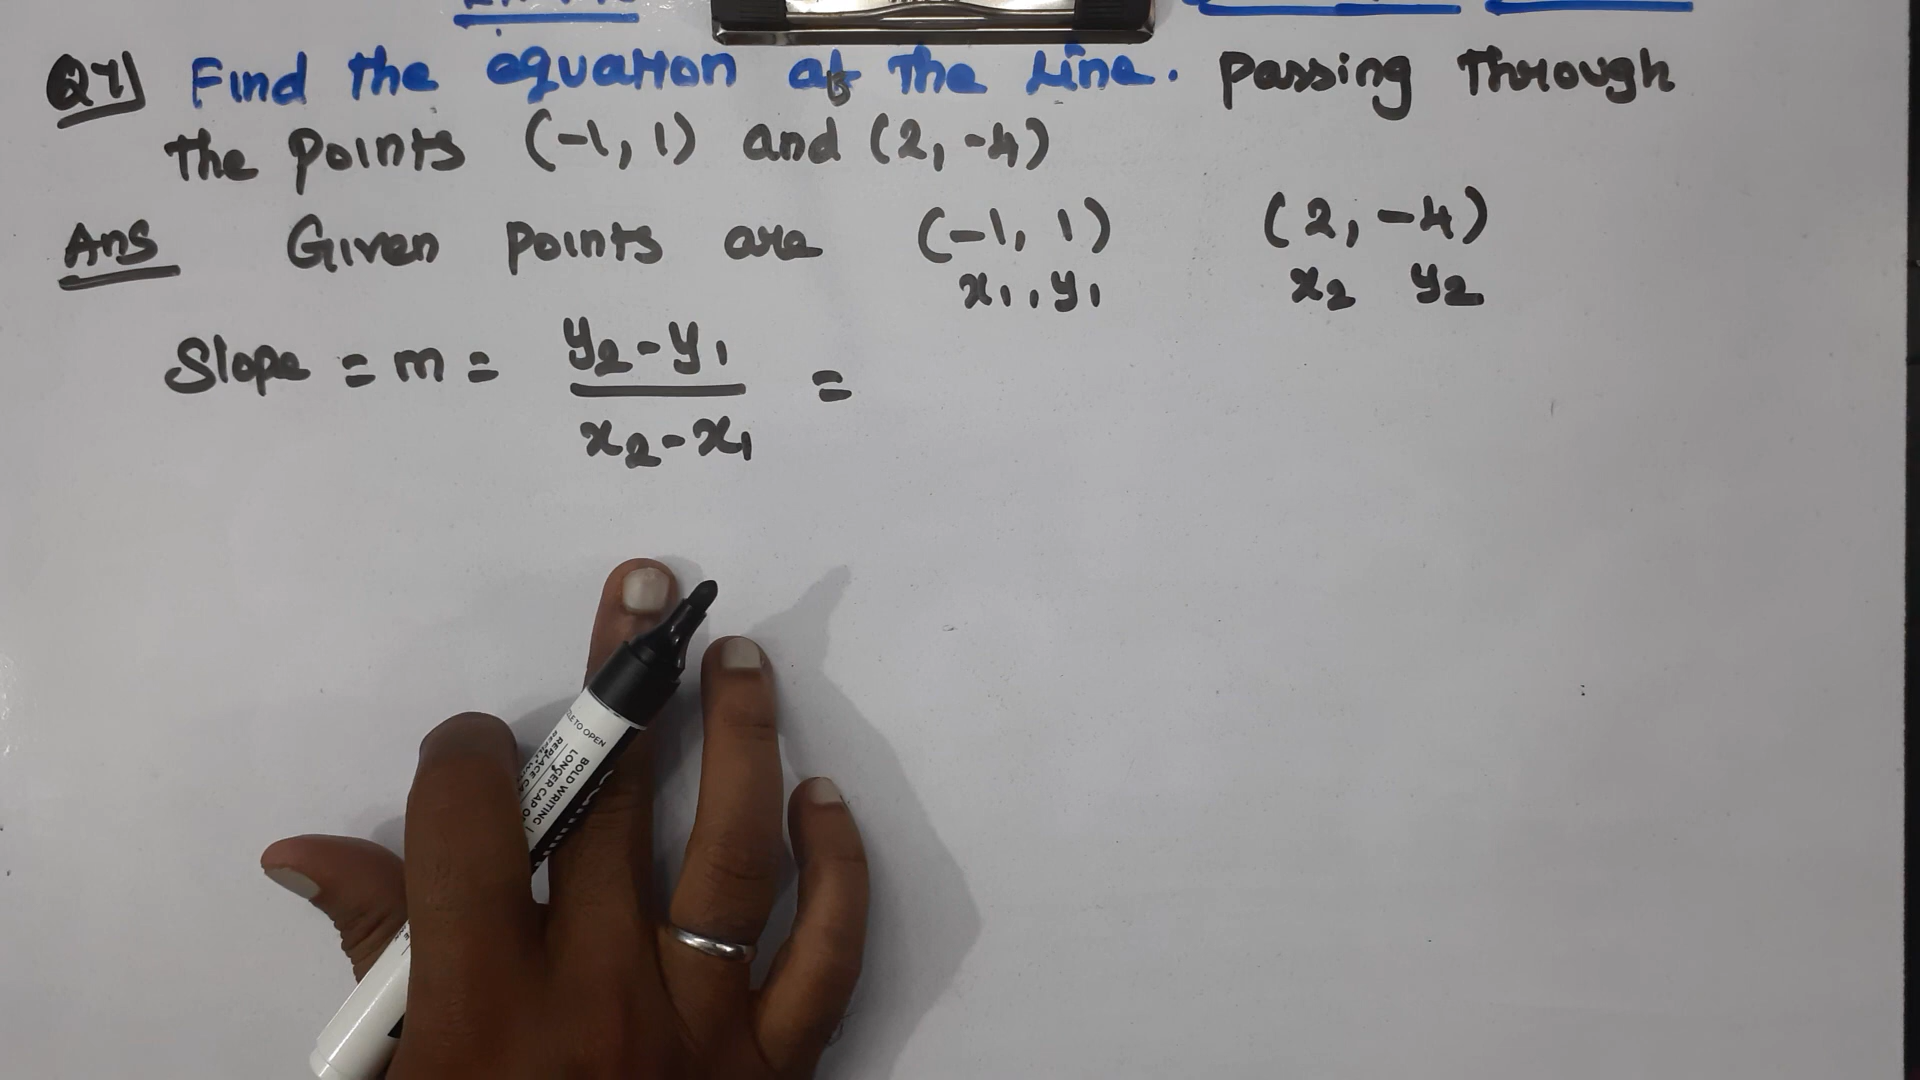 Q7) Find the equation of the Line. Passing Through
the points (-1, 1) and (2, -4)
Ans Given points are (-1, 1) (2, -4)
x1, y1 x2 y2
Slope = m = y2-y1 =
x2-x1
TO OPEN
REPLACE CA
LONGER CAP O
BOLD WRITING